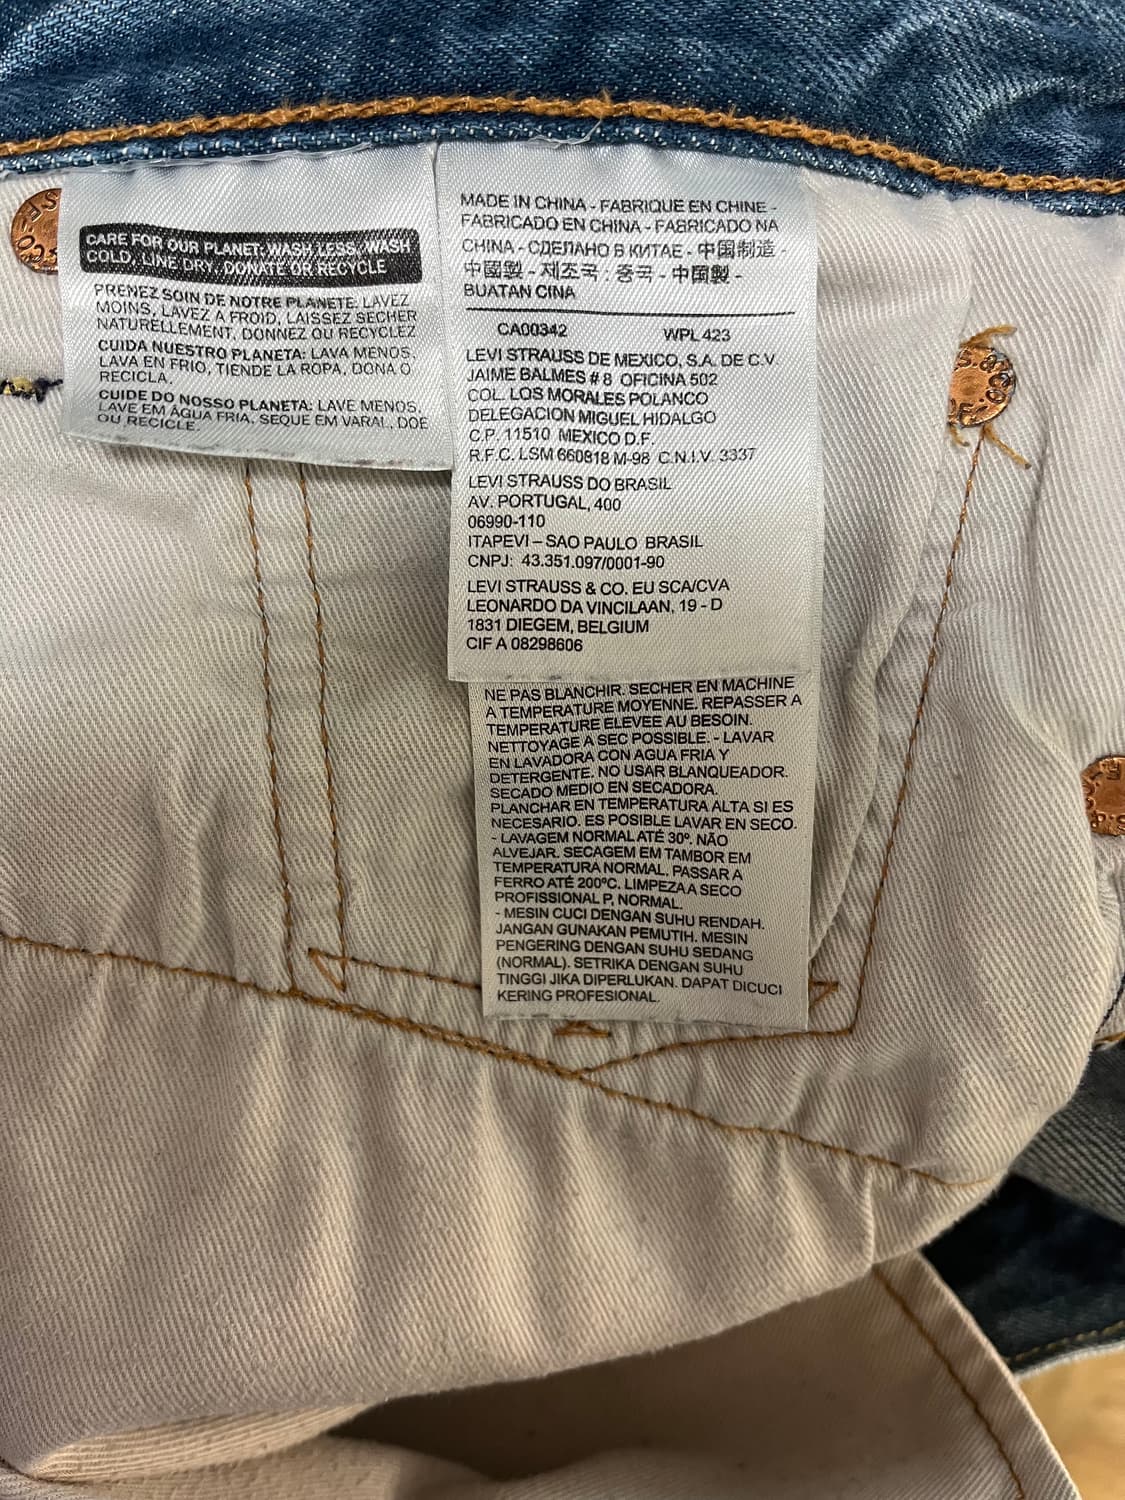 CARE FOR OUR PLANET: WASH LESS, WASH
COLD, LINE DRY, DONATE OR RECYCLE
PRENEZ SOIN DE NOTRE PLANETE: LAVEZ
MOINS, LAVEZ A FROID, LAISSEZ SECHER
NATURELLEMENT, DONNEZ OU RECYCLEZ
CUIDA NUESTRO PLANETA: LAVA MENOS,
LAVA EN FRIO, TIENDE LA ROPA, DONA O
RECICLA.
CUIDE DO NOSSO PLANETA: LAVE MENOS,
LAVE EM ÁGUA FRIA, SEQUE EM VARAL, DOE
OU RECICLE.
MADE IN CHINA - FABRIQUE EN CHINE -
FABRICADO EN CHINA - FABRICADO NA
CHINA - СДЕЛАНО В КИТАЕ - 中国制造
中國製 - 제조국 : 중국 - 中國製 -
BUATAN CINA
CA00342 WPL 423
LEVI STRAUSS DE MEXICO, S.A. DE C.V.
JAIME BALMES # 8 OFICINA 502
COL. LOS MORALES POLANCO
DELEGACION MIGUEL HIDALGO
C.P. 11510 MEXICO D.F.
R.F.C. LSM 660818 M-98 C.N.I.V. 3337
LEVI STRAUSS DO BRASIL
AV. PORTUGAL, 400
06990-110
ITAPEVI – SAO PAULO BRASIL
CNPJ: 43.351.097/0001-90
LEVI STRAUSS & CO. EU SCA/CVA
LEONARDO DA VINCILAAN, 19 - D
1831 DIEGEM, BELGIUM
CIF A 08298606
NE PAS BLANCHIR. SECHER EN MACHINE
A TEMPERATURE MOYENNE. REPASSER A
TEMPERATURE ELEVEE AU BESOIN.
NETTOYAGE A SEC POSSIBLE. - LAVAR
EN LAVADORA CON AGUA FRIA Y
DETERGENTE. NO USAR BLANQUEADOR.
SECADO MEDIO EN SECADORA.
PLANCHAR EN TEMPERATURA ALTA SI ES
NECESARIO. ES POSIBLE LAVAR EN SECO.
- LAVAGEM NORMAL ATÉ 30º. NÃO
ALVEJAR. SECAGEM EM TAMBOR EM
TEMPERATURA NORMAL, PASSAR A
FERRO ATÉ 200ºC. LIMPEZA A SECO
PROFISSIONAL P, NORMAL.
- MESIN CUCI DENGAN SUHU RENDAH.
JANGAN GUNAKAN PEMUTIH. MESIN
PENGERING DENGAN SUHU SEDANG
(NORMAL). SETRIKA DENGAN SUHU
TINGGI JIKA DIPERLUKAN. DAPAT DICUCI
KERING PROFESIONAL.
S. & CO.